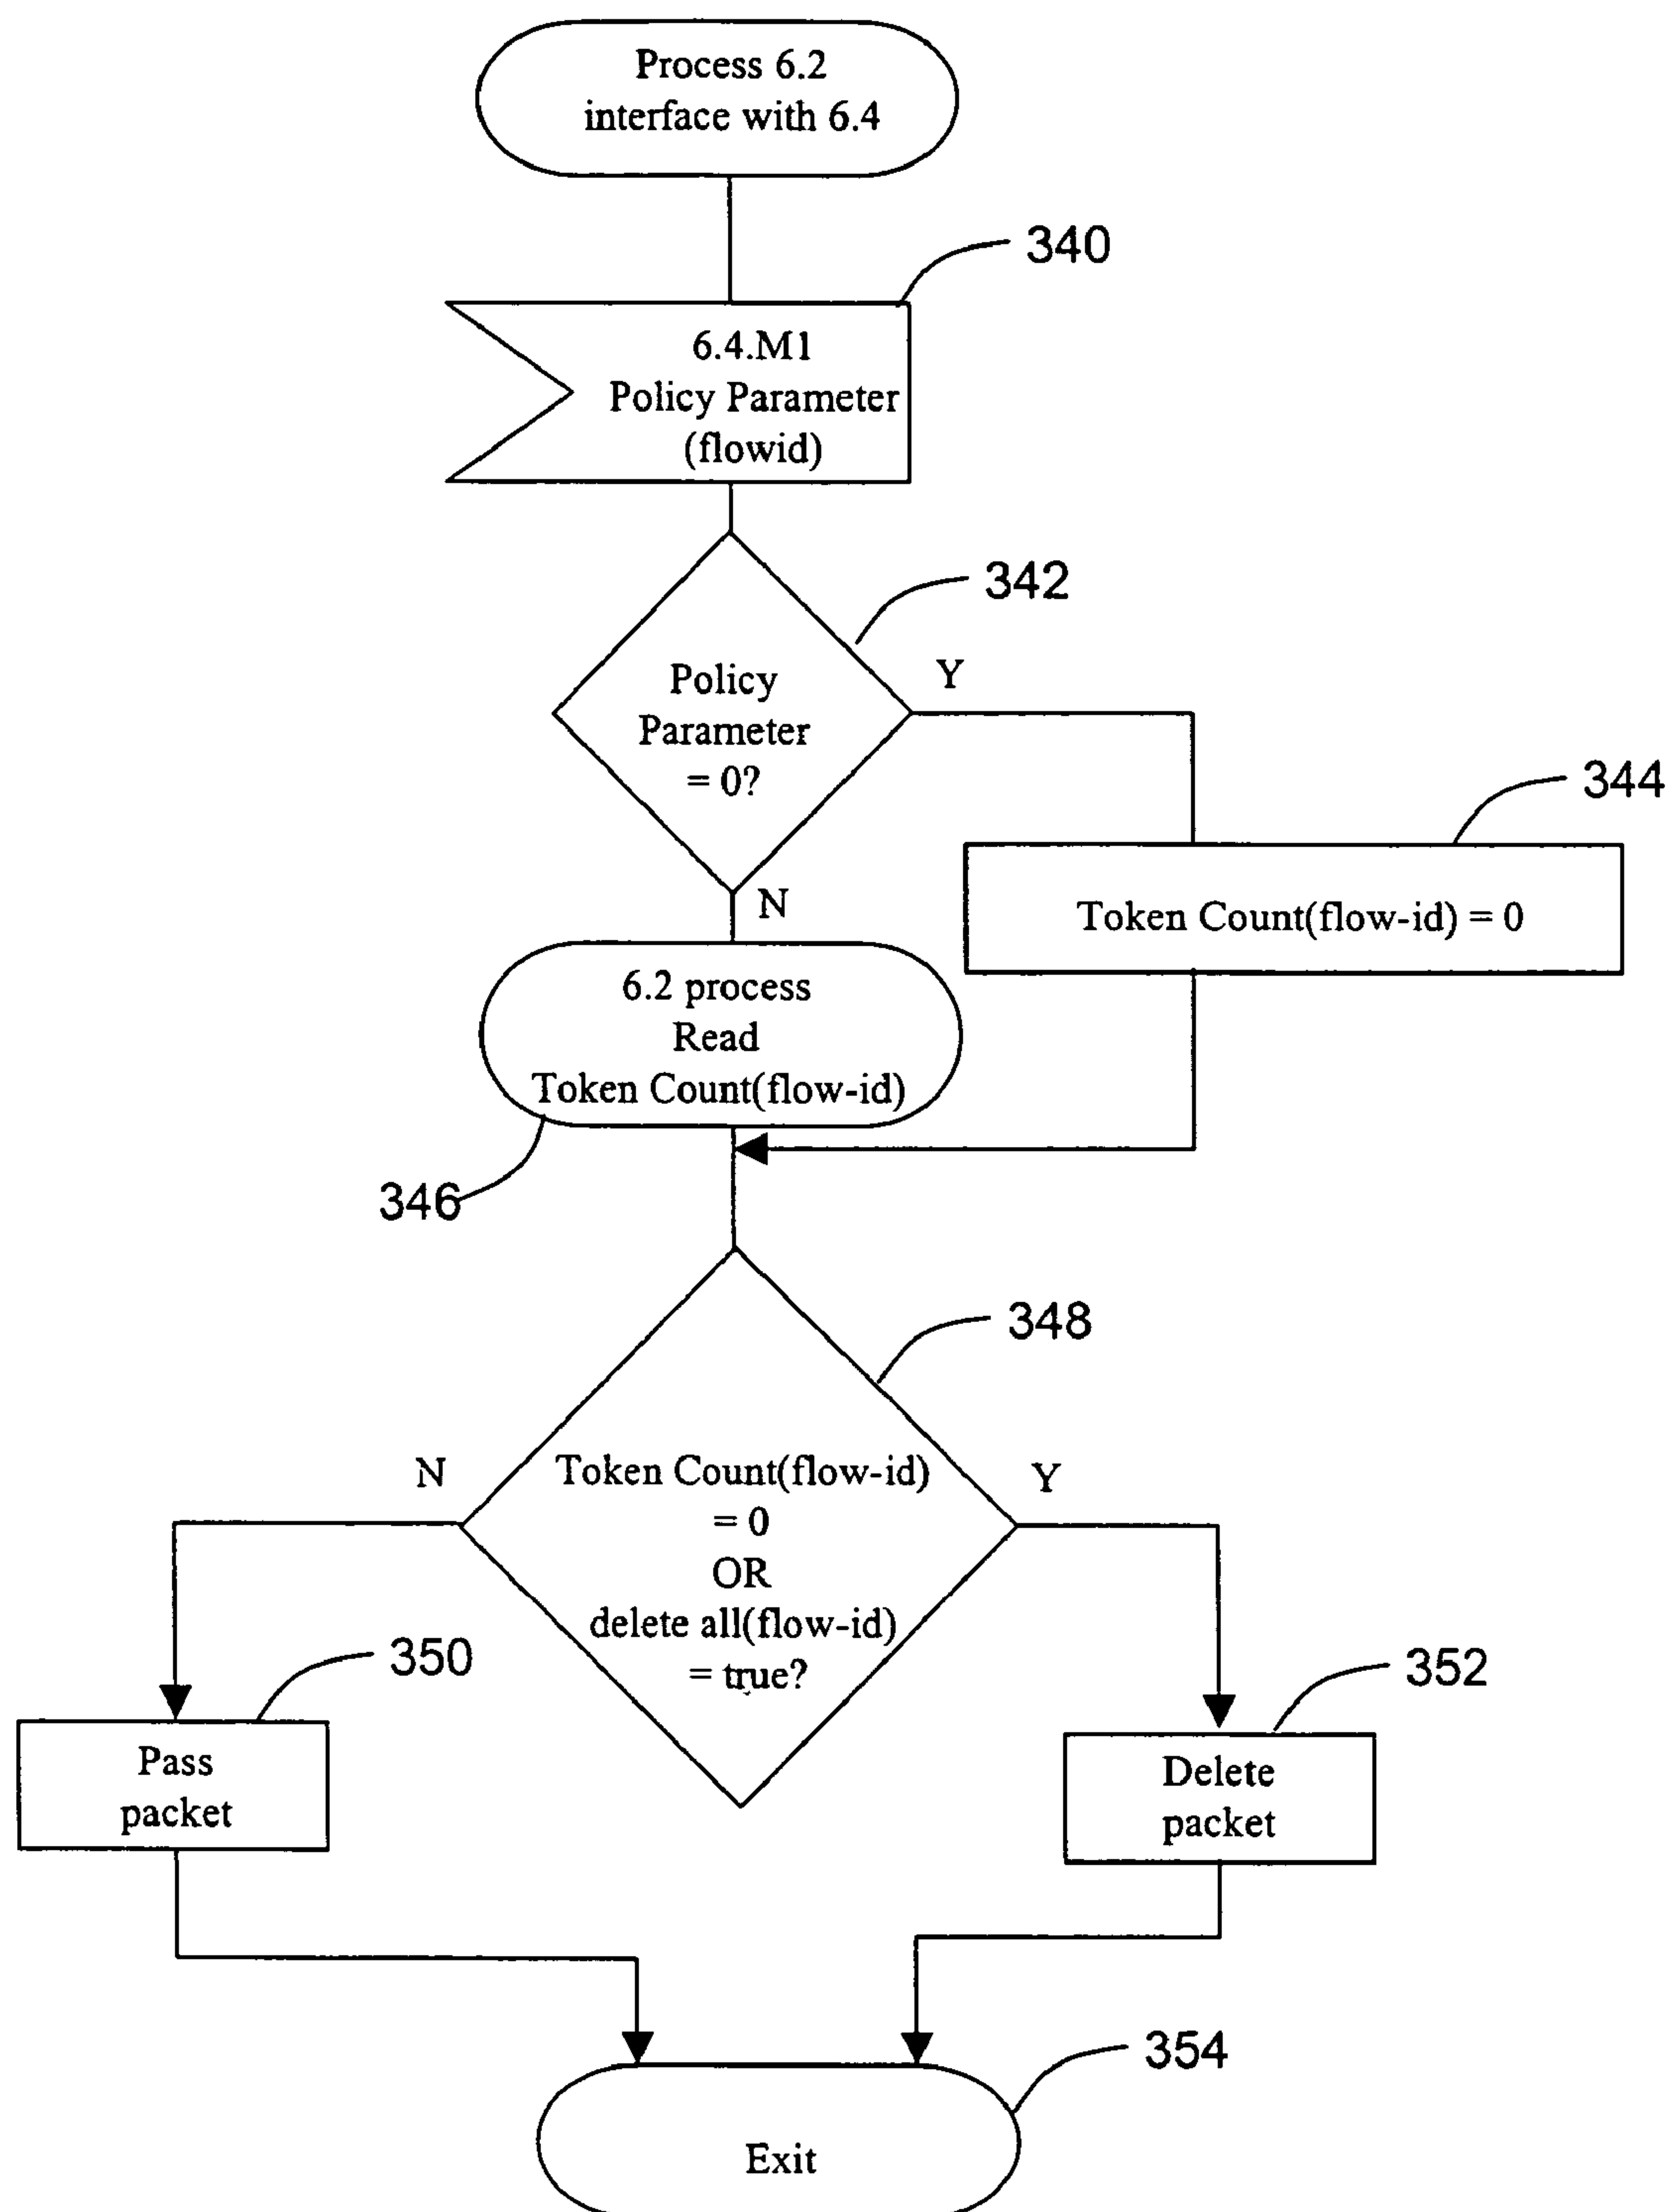 Process 6.2
interface with 6.4
340
6.4.M1
Policy Parameter
(flowid)
342
Policy
Parameter
= 0?
Y
344
Token Count(flow-id) = 0
N
6.2 process
Read
Token Count(flow-id)
346
348
N
Token Count(flow-id)
= 0
OR
delete all(flow-id)
= true?
Y
350
Pass
packet
352
Delete
packet
354
Exit